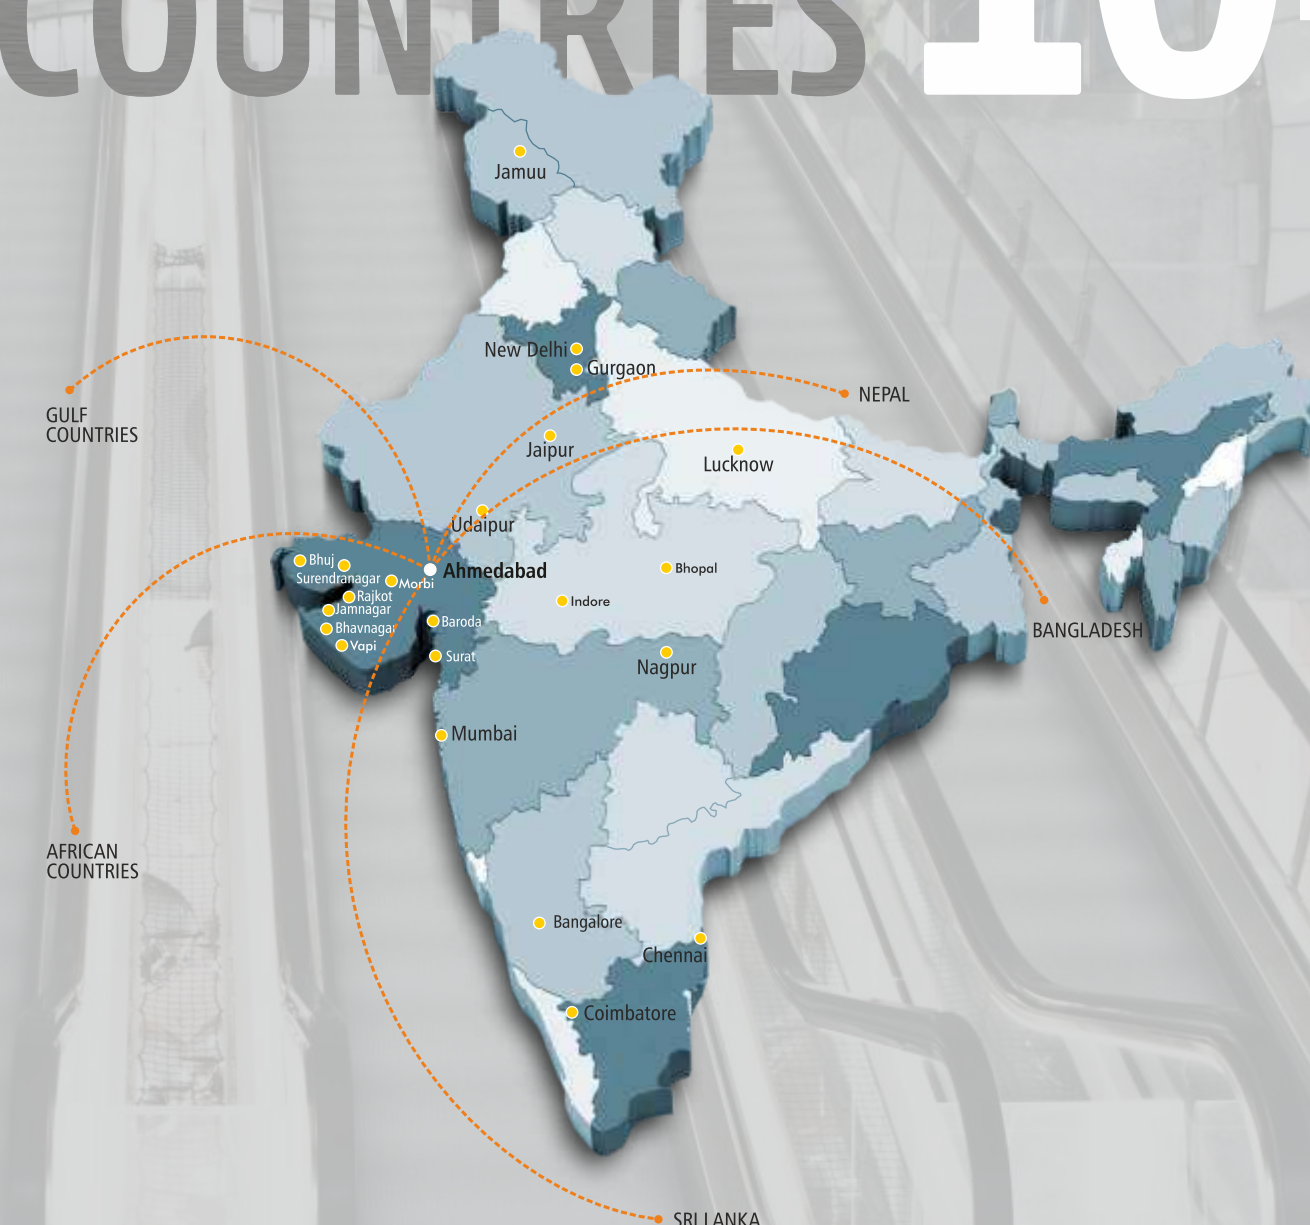 COUNTRIES 10
Jamuu
New Delhi
Gurgaon
NEPAL
GULF
COUNTRIES
Jaipur
Lucknow
Udaipur
Bhuj
Surendranagar
Morbi
Ahmedabad
Bhopal
Rajkot
Jamnagar
Indore
Bhavnagar
Baroda
BANGLADESH
Vapi
Surat
Nagpur
Mumbai
AFRICAN
COUNTRIES
Bangalore
Chennai
Coimbatore
SRI LANKA